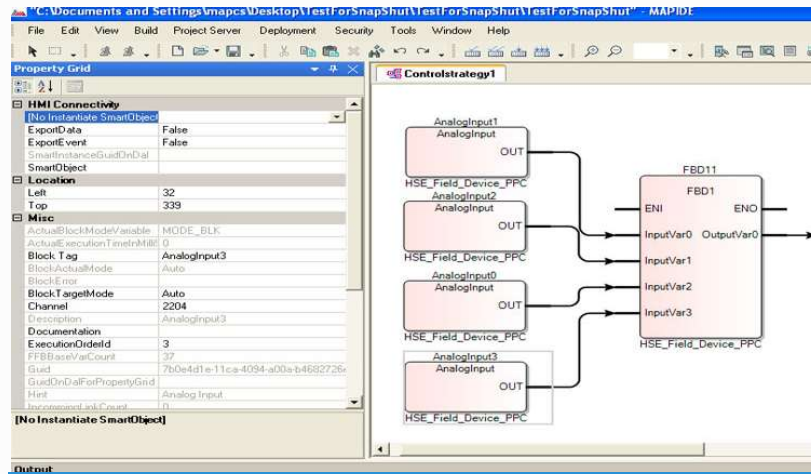 "C:\Documents and Settings\mapcs\Desktop\TestForSnapShut\TestForSnapShut\TestForSnapShut" - MAPIDE
File Edit View Build Project Server Deployment Security Tools Window Help
Property Grid
HMI Connectivity
[No Instantiate SmartObject
ExportData False
ExportEvent False
SmartInstanceGuidOnDal
SmartObject
Location
Left 32
Top 339
Misc
ActualBlockModeVariable MODE_BLK
ActualExecutionTimeInMilli 0
Block Tag AnalogInput3
BlockActualMode Auto
BlockError
BlockTargetMode Auto
Channel 2204
Description AnalogInput3
Documentation
ExecutionOrderId 3
FFBBaseVarCount 37
Guid 7b0e4d1e-11ca-4094-a00a-b4682726
GuidOnDalForPropertyGrid
Hint Analog Input
IncommingLinkCount 0
[No Instantiate SmartObject]
Output
Controlstrategy1
AnalogInput1
AnalogInput
OUT
HSE_Field_Device_PPC
AnalogInput2
AnalogInput
OUT
HSE_Field_Device_PPC
AnalogInput0
AnalogInput
OUT
HSE_Field_Device_PPC
AnalogInput3
AnalogInput
OUT
HSE_Field_Device_PPC
FBD11
FBD1
ENI ENO
InputVar0 OutputVar0
InputVar1
InputVar2
InputVar3
HSE_Field_Device_PPC